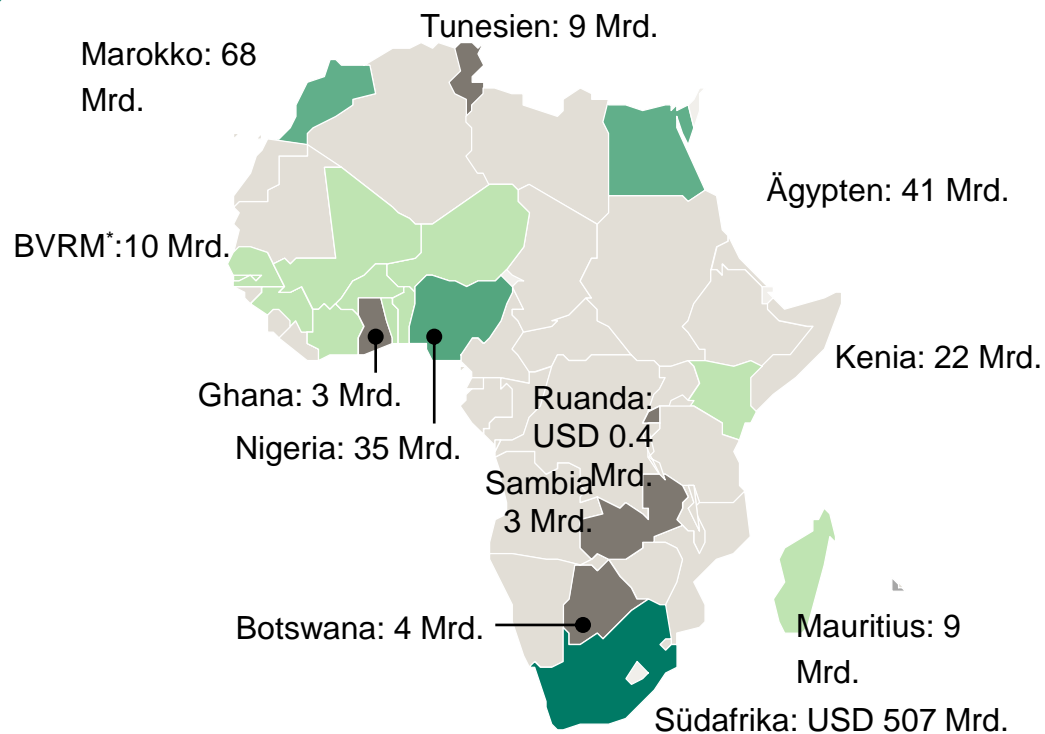 Tunesien: 9 Mrd.
Marokko: 68
Mrd.
Ägypten: 41 Mrd.
BVRM*:10 Mrd.
Kenia: 22 Mrd.
Ghana: 3 Mrd.
Ruanda:
USD 0.4
Mrd.
Nigeria: 35 Mrd.
Sambia
3 Mrd.
Botswana: 4 Mrd.
Mauritius: 9
Mrd.
Südafrika: USD 507 Mrd.